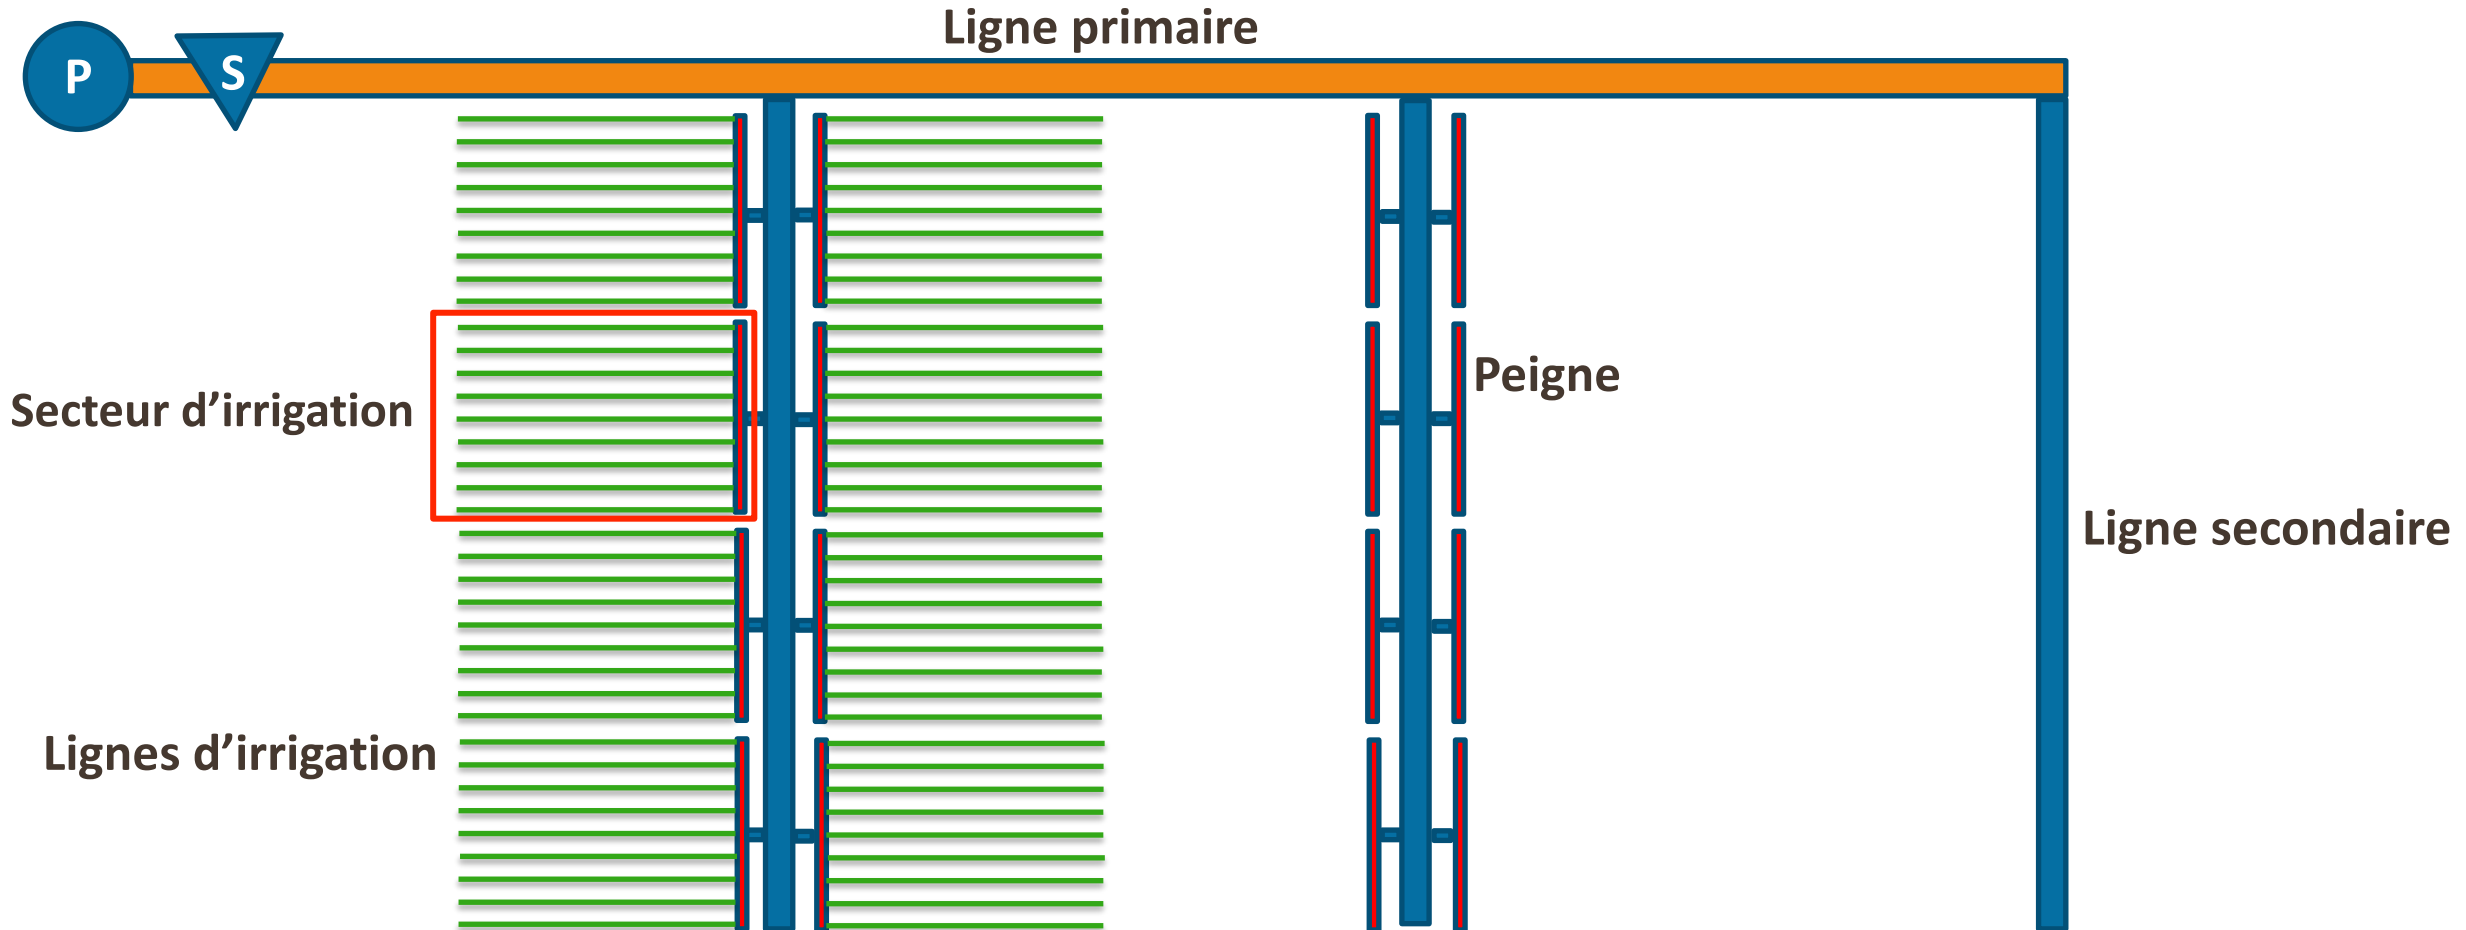 Ligne primaire
P
S
Peigne
Secteur d’irrigation
Ligne secondaire
Lignes d’irrigation